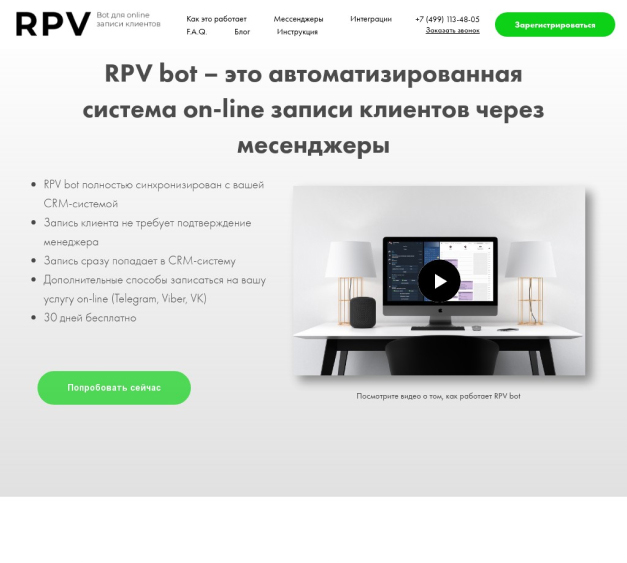 RPV
Bot для online
записи клиентов
Как это работает
Мессенджеры
Интеграции
F.A.Q.
Блог
Инструкция
+7 (499) 113-48-05
Заказать звонок
Зарегистрироваться
RPV bot – это автоматизированная
система on-line записи клиентов через
месенджеры
RPV bot полностью синхронизирован с вашей
CRM-системой
Запись клиента не требует подтверждение
менеджера
Запись сразу попадает в CRM-систему
Дополнительные способы записаться на вашу
услугу on-line (Telegram, Viber, VK)
30 дней бесплатно
Попробовать сейчас
Посмотрите видео о том, как работает RPV bot